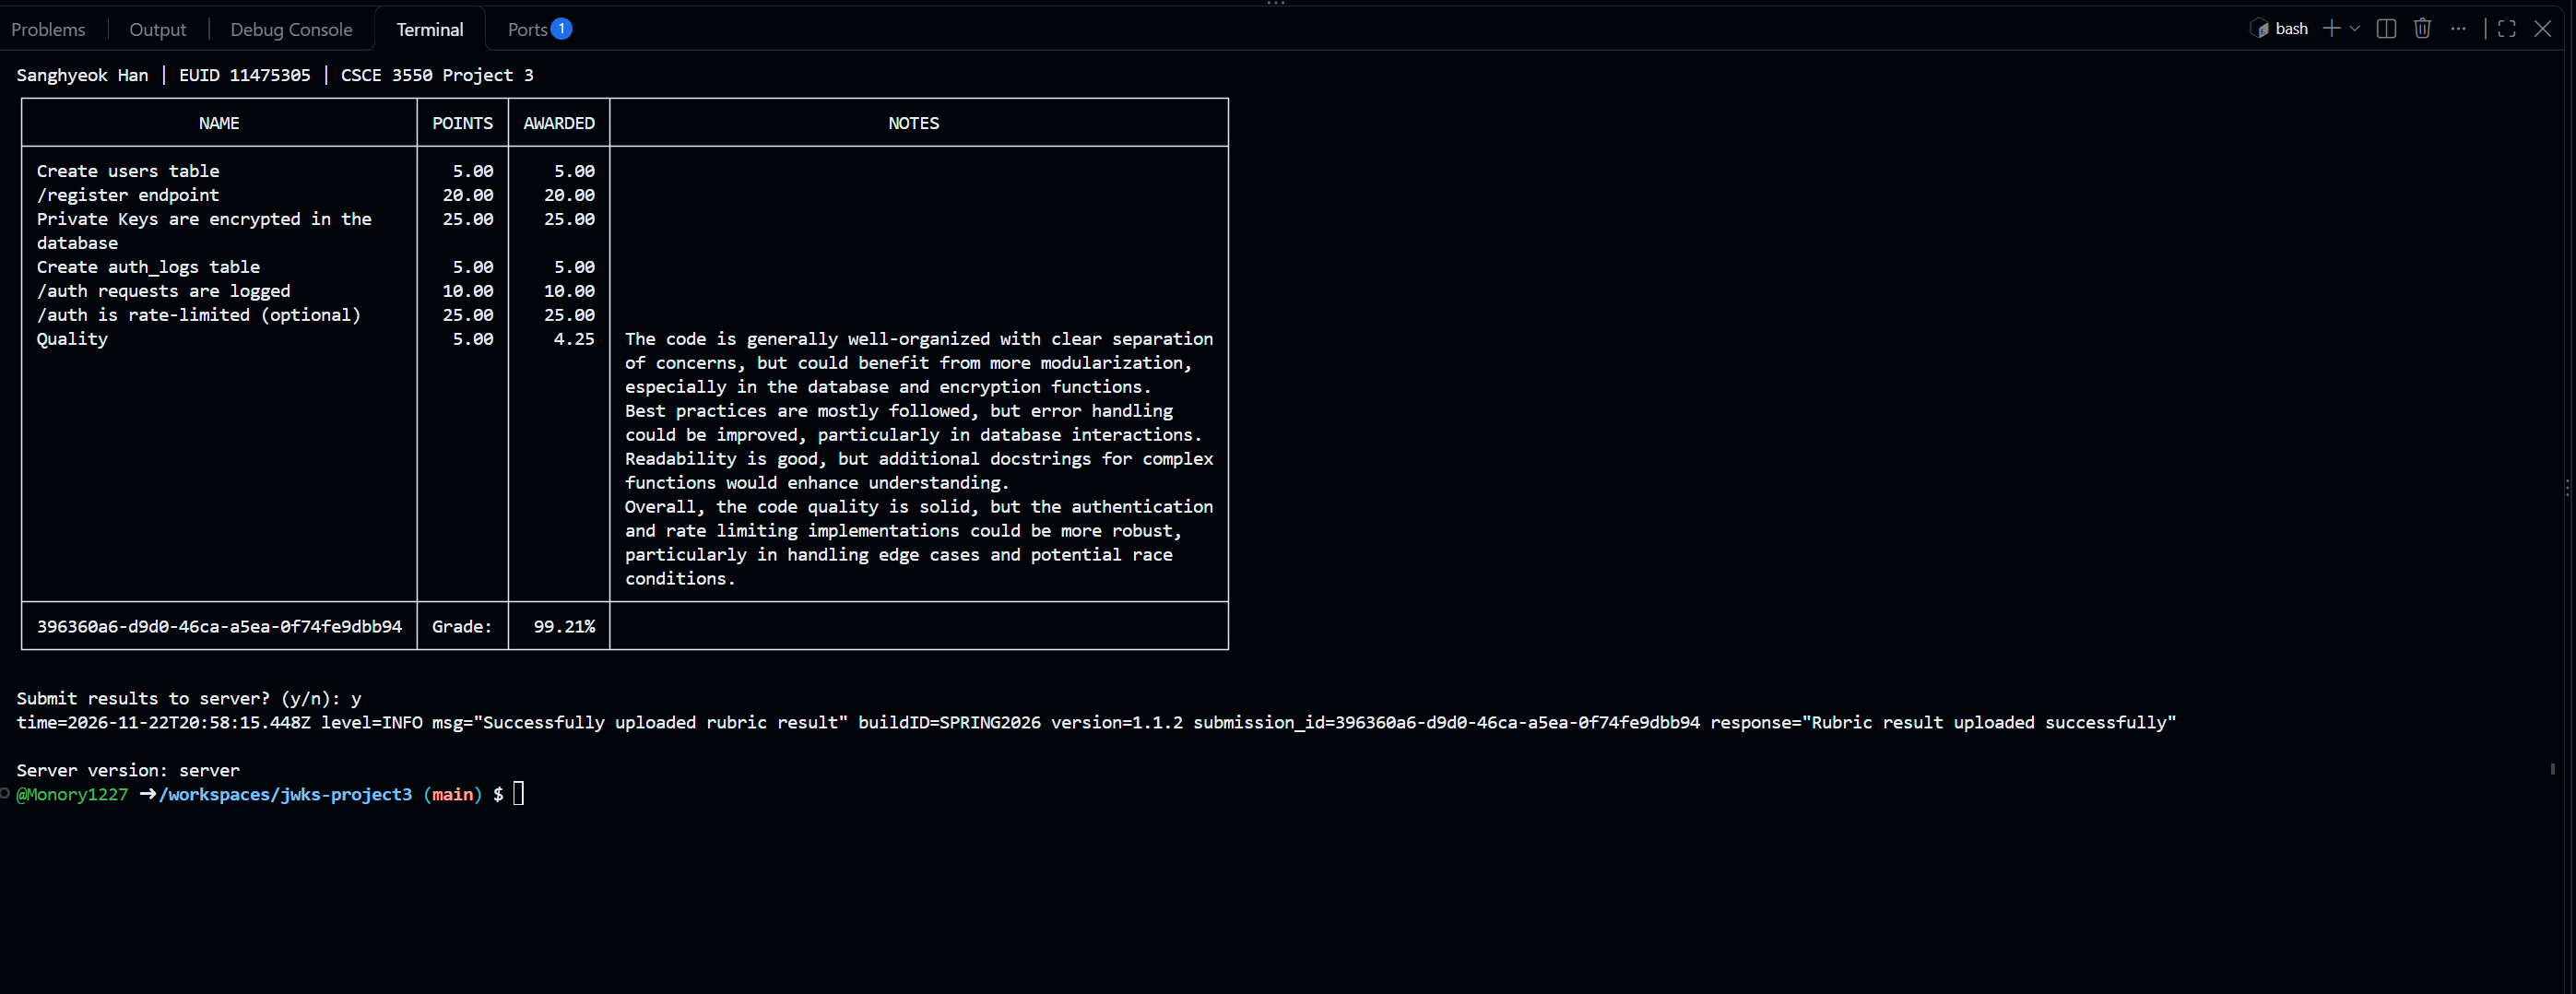 Problems Output Debug Console Terminal Ports 1 bash
Sanghyeok Han | EUID 11475305 | CSCE 3550 Project 3
NAME POINTS AWARDED NOTES
Create users table 5.00 5.00
/register endpoint 20.00 20.00
Private Keys are encrypted in the 25.00 25.00
database
Create auth_logs table 5.00 5.00
/auth requests are logged 10.00 10.00
/auth is rate-limited (optional) 25.00 25.00
Quality 5.00 4.25 The code is generally well-organized with clear separation
of concerns, but could benefit from more modularization,
especially in the database and encryption functions.
Best practices are mostly followed, but error handling
could be improved, particularly in database interactions.
Readability is good, but additional docstrings for complex
functions would enhance understanding.
Overall, the code quality is solid, but the authentication
and rate limiting implementations could be more robust,
particularly in handling edge cases and potential race
conditions.
396360a6-d9d0-46ca-a5ea-0f74fe9dbb94 Grade: 99.21%
Submit results to server? (y/n): y
time=2026-11-22T20:58:15.448Z level=INFO msg="Successfully uploaded rubric result" buildID=SPRING2026 version=1.1.2 submission_id=396360a6-d9d0-46ca-a5ea-0f74fe9dbb94 response="Rubric result uploaded successfully"
Server version: server
@Monory1227 ➜/workspaces/jwks-project3 (main) $